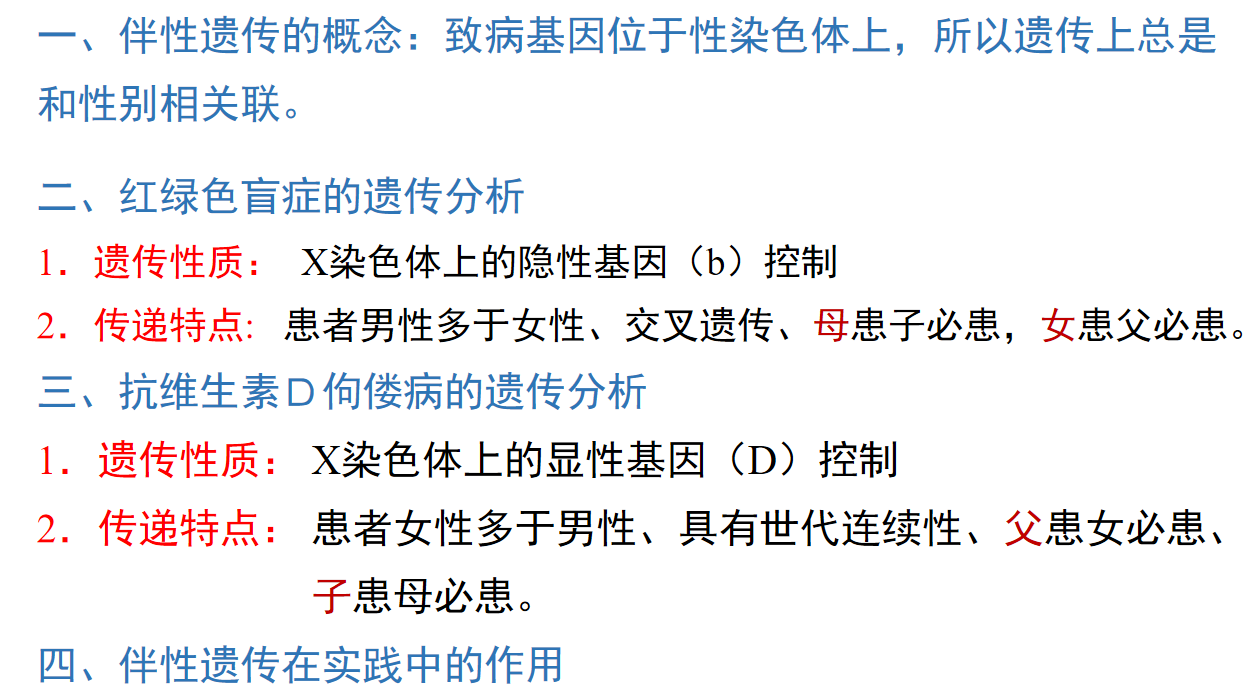 一、伴性遗传的概念：致病基因位于性染色体上，所以遗传上总是
和性别相关联。
二、红绿色盲症的遗传分析
1．遗传性质： X染色体上的隐性基因（b）控制
2．传递特点: 患者男性多于女性、交叉遗传、母患子必患，女患父必患。
三、抗维生素Ｄ佝偻病的遗传分析
1．遗传性质： X染色体上的显性基因（D）控制
2．传递特点： 患者女性多于男性、具有世代连续性、父患女必患、
子患母必患。
四、伴性遗传在实践中的作用